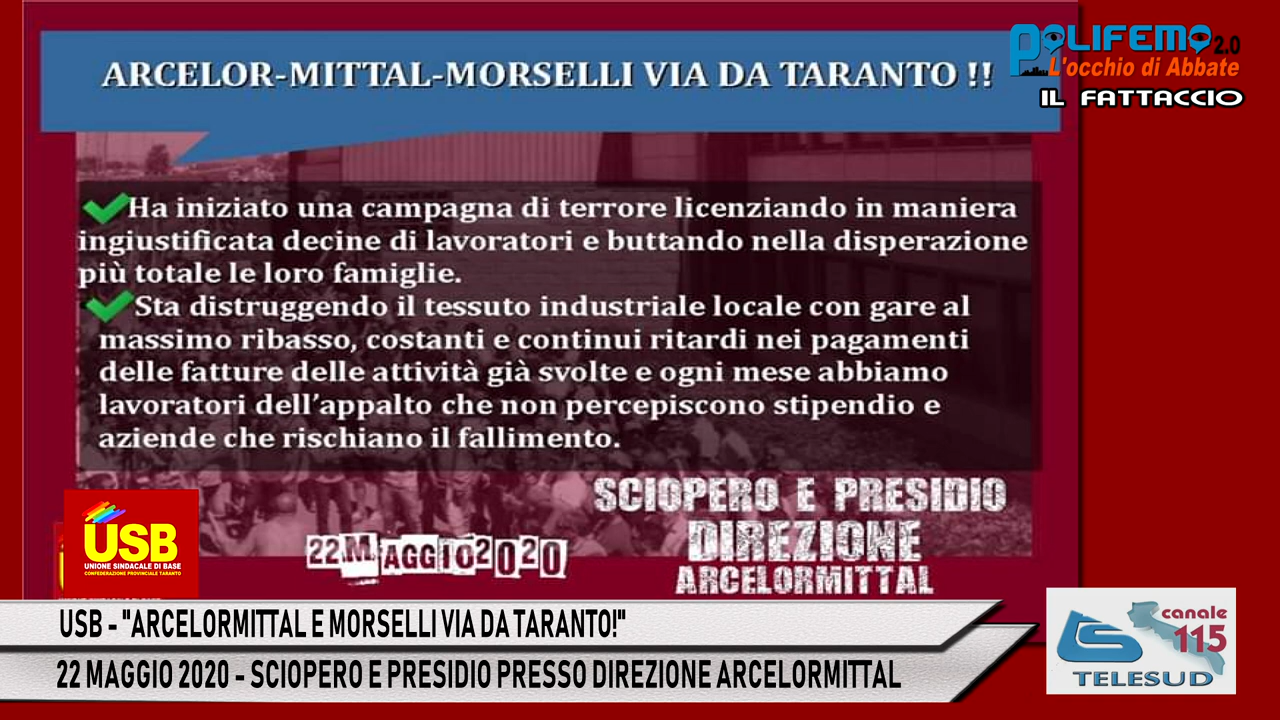 ARCELOR-MITTAL-MORSELLI VIA DA TARANTO !!
POLIFEMO 2.0
L'occhio di Abbate
IL FATTACCIO
Ha iniziato una campagna di terrore licenziando in maniera
ingiustificata decine di lavoratori e buttando nella disperazione
più totale le loro famiglie.
Sta distruggendo il tessuto industriale locale con gare al
massimo ribasso, costanti e continui ritardi nei pagamenti
delle fatture delle attività già svolte e ogni mese abbiamo
lavoratori dell'appalto che non percepiscono stipendio e
aziende che rischiano il fallimento.
SCIOPERO E PRESIDIO
DIREZIONE
ARCELORMITTAL
22 MAGGIO 2020
USB
UNIONE SINDACALE DI BASE
CONFEDERAZIONE PROVINCIALE TARANTO
USB - "ARCELORMITTAL E MORSELLI VIA DA TARANTO!"
22 MAGGIO 2020 - SCIOPERO E PRESIDIO PRESSO DIREZIONE ARCELORMITTAL
canale
115
TELESUD